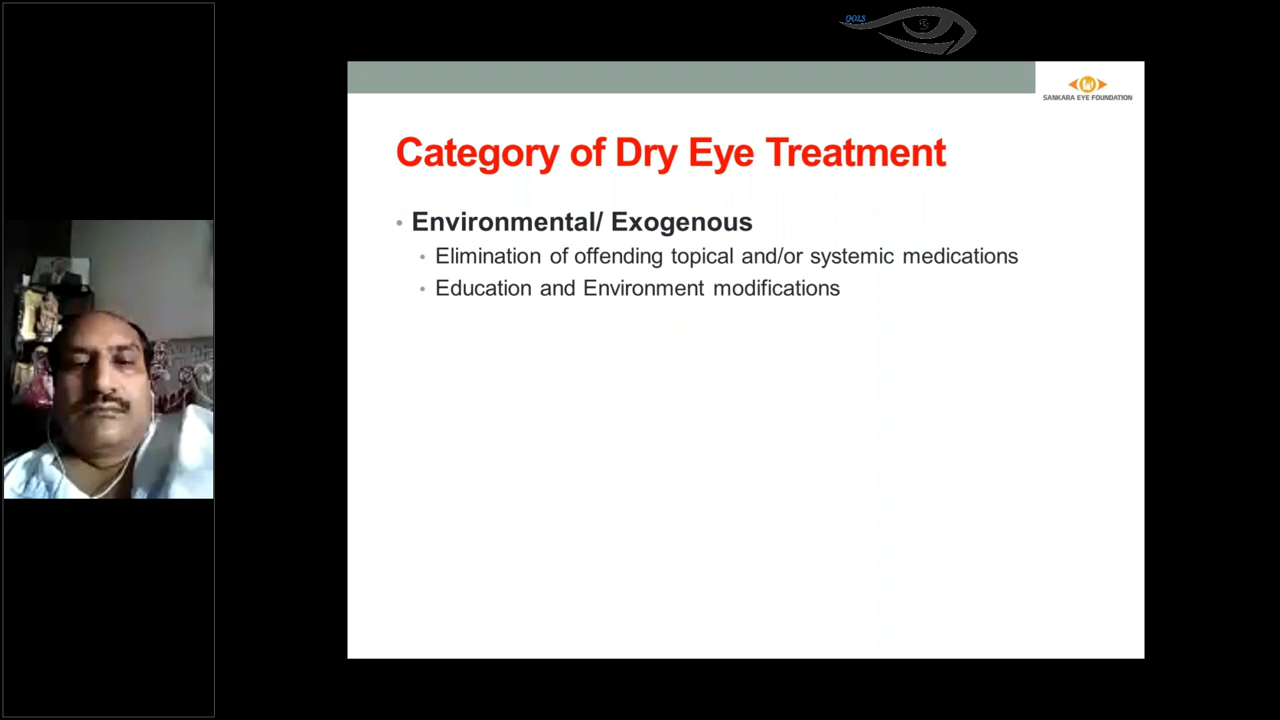 QOLS
SANKARA EYE FOUNDATION
Category of Dry Eye Treatment
• Environmental/ Exogenous
• Elimination of offending topical and/or systemic medications
• Education and Environment modifications